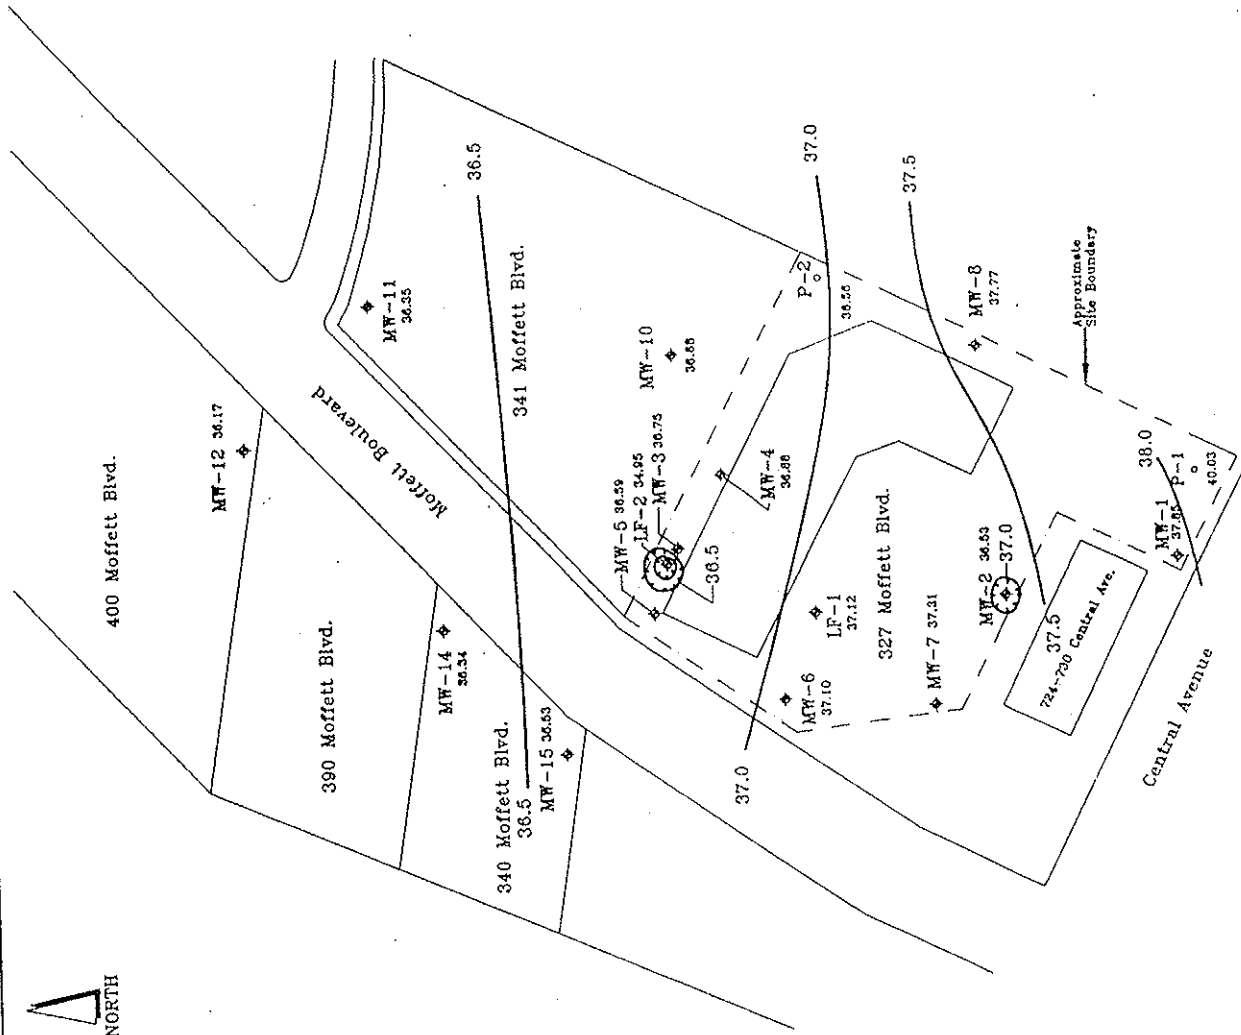 400 Moffett Blvd.
MW-12 36.17
390 Moffett Blvd.
MW-14
36.34
340 Moffett Blvd.
36.5
MW-15 36.53
Moffett Boulevard
MW-11
36.35
36.5
341 Moffett Blvd.
MW-10
36.88
MW-5 36.59
LF-2 34.95
MW-3 36.75
36.5
MW-4
36.88
P-2
36.56
37.0
37.0
MW-6
37.10
LF-1
37.12
327 Moffett Blvd.
MW-7 37.31
MW-2 36.53
37.0
37.5
37.5
MW-8
37.77
Approximate
Site Boundary
724-730 Central Ave.
MW-1
38.0
P-1
40.03
Central Avenue
NORTH